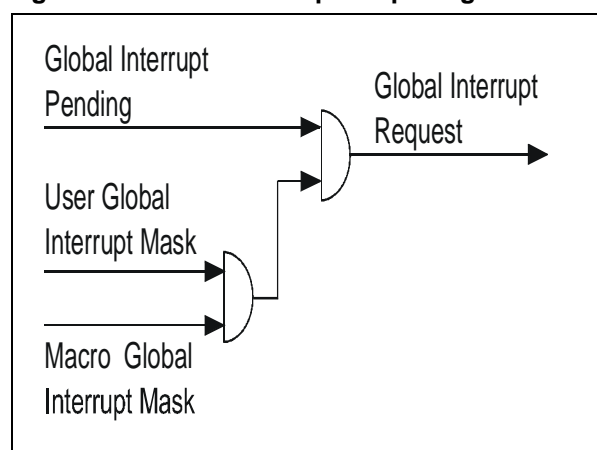 Global Interrupt
Pending
Global Interrupt
Request
User Global
Interrupt Mask
Macro Global
Interrupt Mask